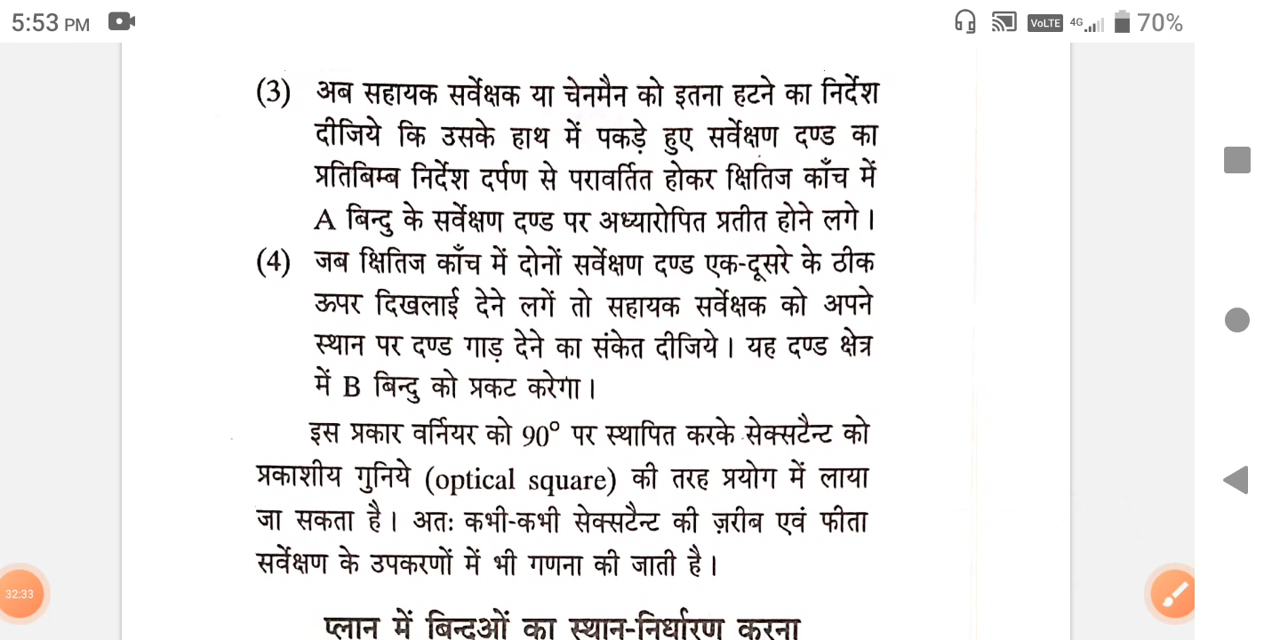 5:53 PM
VoLTE 4G 70%
(3) अब सहायक सर्वेक्षक या चेनमैन को इतना हटने का निर्देश
दीजिये कि उसके हाथ में पकड़े हुए सर्वेक्षण दण्ड का
प्रतिबिम्ब निर्देश दर्पण से परावर्तित होकर क्षितिज काँच में
A बिन्दु के सर्वेक्षण दण्ड पर अध्यारोपित प्रतीत होने लगे।
(4) जब क्षितिज काँच में दोनों सर्वेक्षण दण्ड एक-दूसरे के ठीक
ऊपर दिखलाई देने लगें तो सहायक सर्वेक्षक को अपने
स्थान पर दण्ड गाड़ देने का संकेत दीजिये। यह दण्ड क्षेत्र
में B बिन्दु को प्रकट करेगा।
इस प्रकार वर्नियर को 90° पर स्थापित करके सेक्सटैन्ट को
प्रकाशीय गुनिये (optical square) की तरह प्रयोग में लाया
जा सकता है। अतः कभी-कभी सेक्सटैन्ट की ज़रीब एवं फीता
सर्वेक्षण के उपकरणों में भी गणना की जाती है।
32:33
प्लान में बिन्दुओं का स्थान-निर्धारण करना